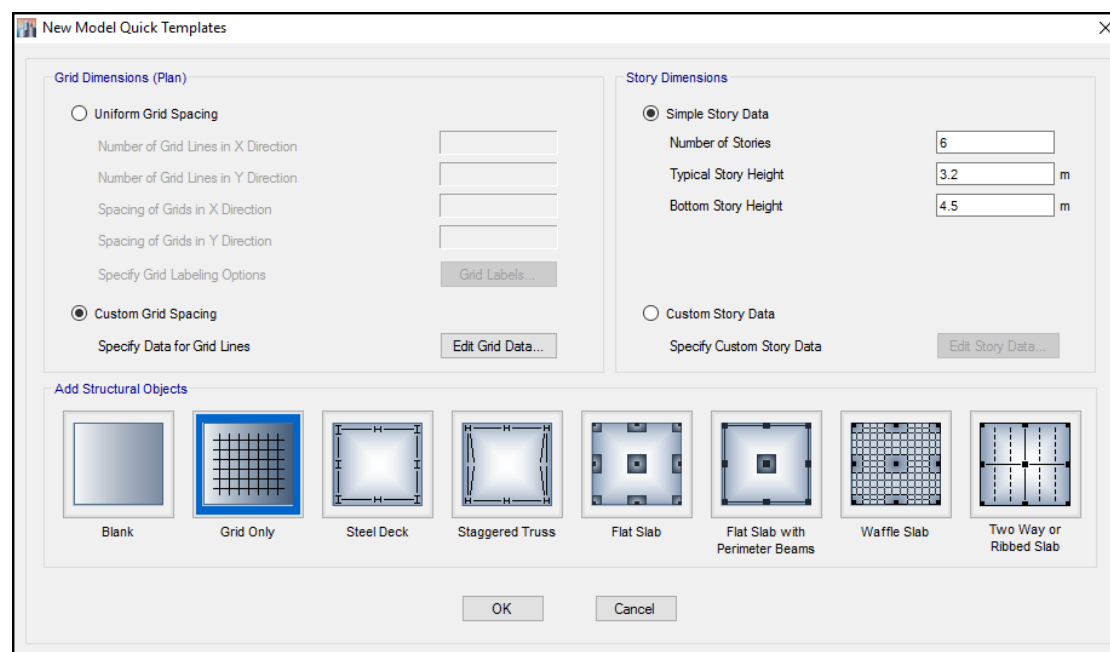 New Model Quick Templates
Grid Dimensions (Plan)
Uniform Grid Spacing
Number of Grid Lines in X Direction
Number of Grid Lines in Y Direction
Spacing of Grids in X Direction
Spacing of Grids in Y Direction
Specify Grid Labeling Options
Grid Labels...
Custom Grid Spacing
Specify Data for Grid Lines
Edit Grid Data...
Story Dimensions
Simple Story Data
Number of Stories 6
Typical Story Height 3.2 m
Bottom Story Height 4.5 m
Custom Story Data
Specify Custom Story Data
Edit Story Data...
Add Structural Objects
Blank
Grid Only
Steel Deck
Staggered Truss
Flat Slab
Flat Slab with
Perimeter Beams
Waffle Slab
Two Way or
Ribbed Slab
OK
Cancel